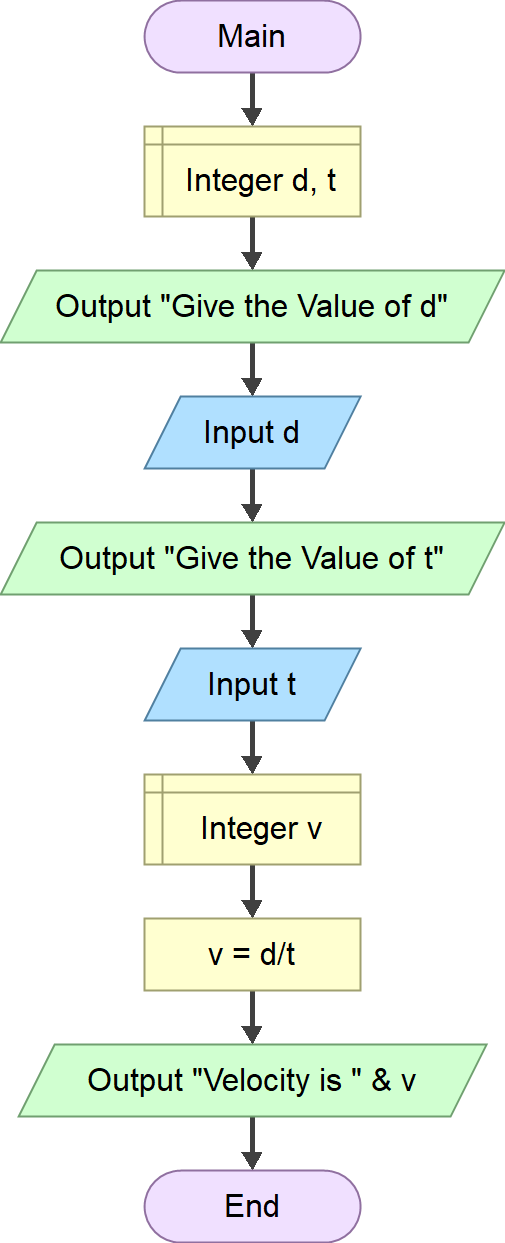 Main
Integer d, t
Output "Give the Value of d"
Input d
Output "Give the Value of t"
Input t
Integer v
v = d/t
Output "Velocity is " & v
End